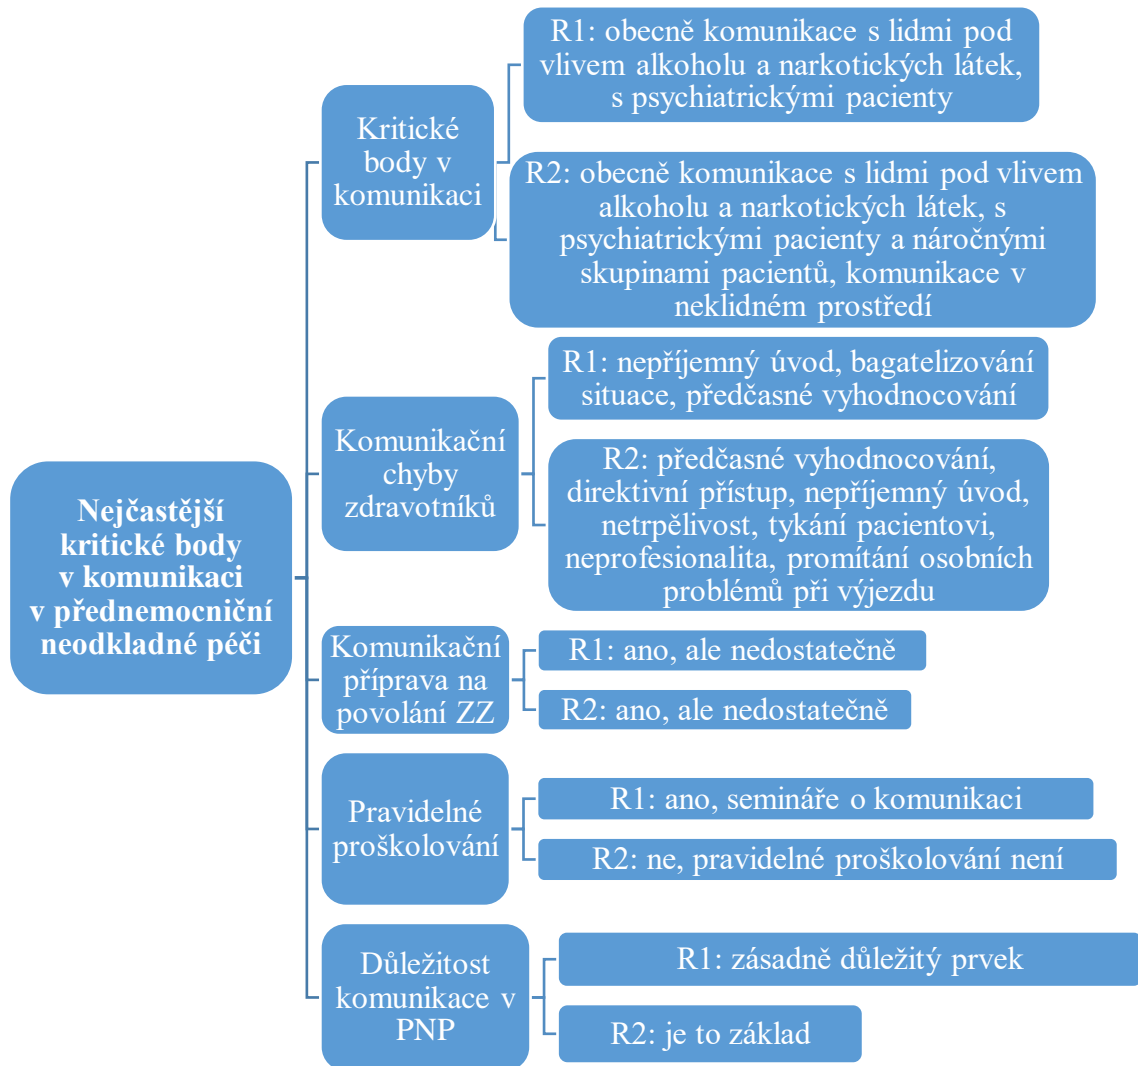 Nejčastější
kritické body
v komunikaci
v přednemocniční
neodkladné péči
Kritické
body v
komunikaci
R1: obecně komunikace s lidmi pod
vlivem alkoholu a narkotických látek,
s psychiatrickými pacienty
R2: obecně komunikace s lidmi pod vlivem
alkoholu a narkotických látek, s
psychiatrickými pacienty a náročnými
skupinami pacientů, komunikace v
neklidném prostředí
Komunikační
chyby
zdravotníků
R1: nepříjemný úvod, bagatelizování
situace, předčasné vyhodnocování
R2: předčasné vyhodnocování,
direktivní přístup, nepříjemný úvod,
netrpělivost, tykání pacientovi,
neprofesionalita, promítání osobních
problémů při výjezdu
Komunikační
příprava na
povolání ZZ
R1: ano, ale nedostatečně
R2: ano, ale nedostatečně
Pravidelné
proškolování
R1: ano, semináře o komunikaci
R2: ne, pravidelné proškolování není
Důležitost
komunikace v
PNP
R1: zásadně důležitý prvek
R2: je to základ